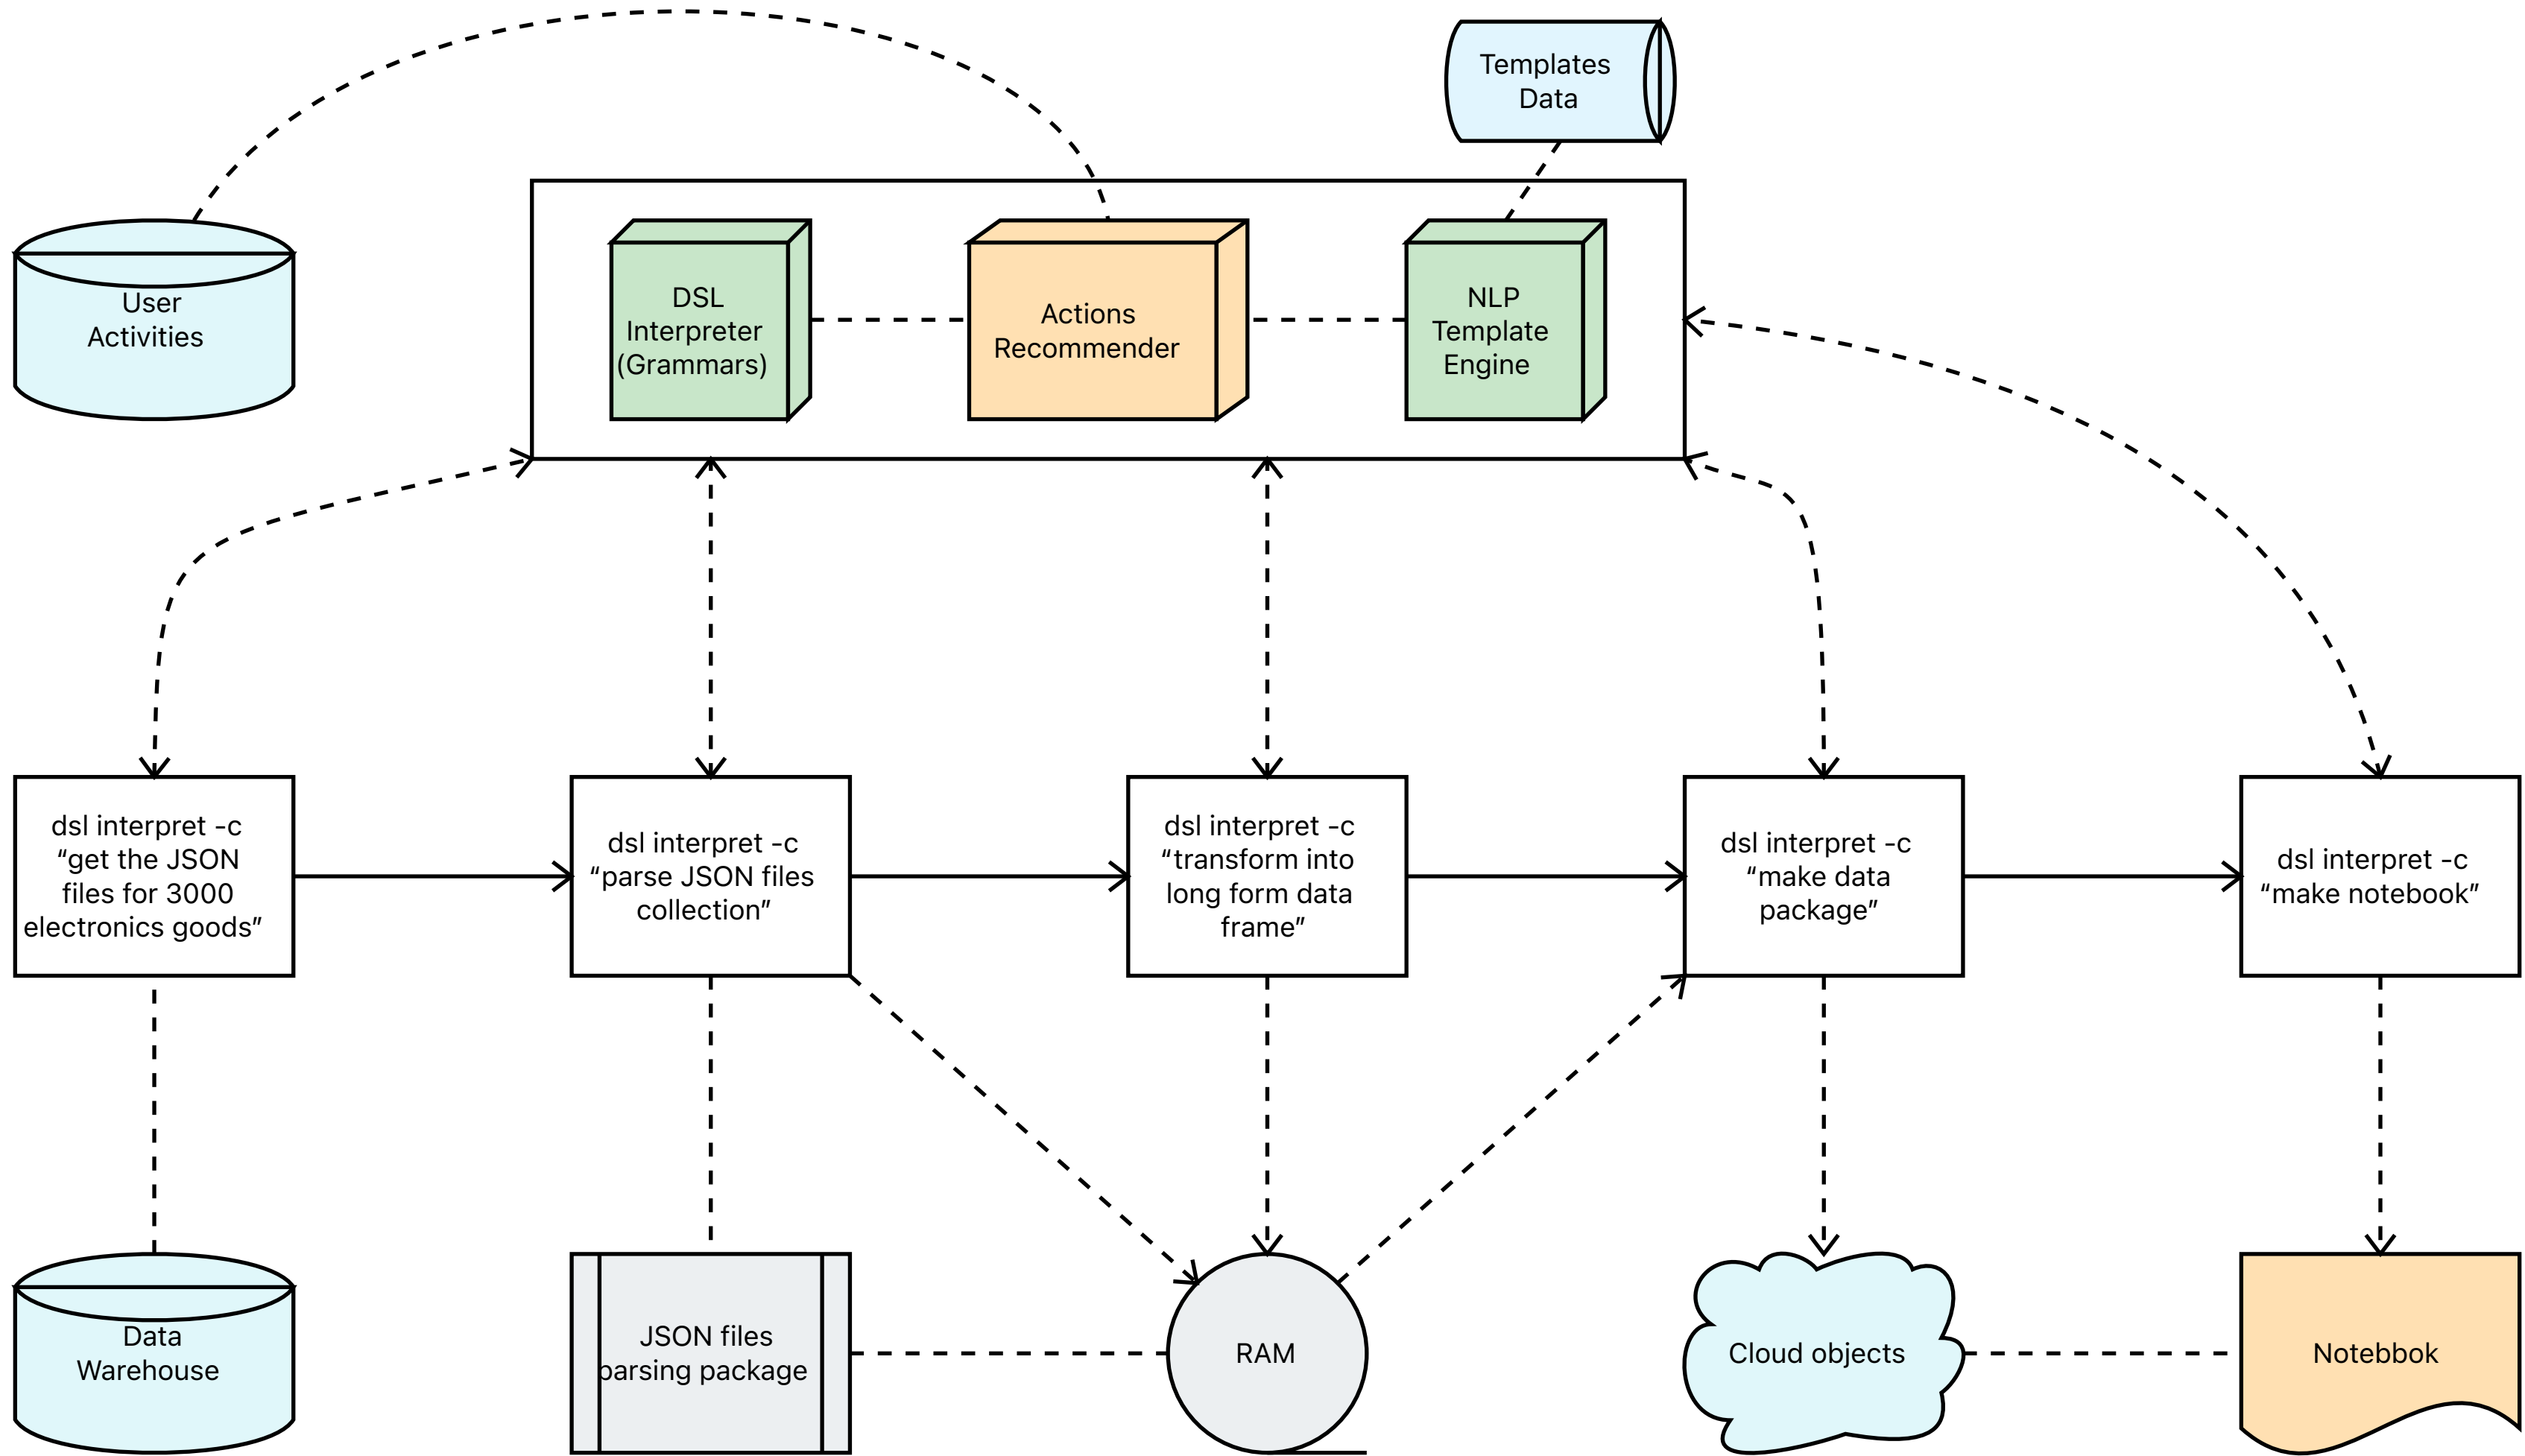 Templates
Data
User
Activities
DSL
Interpreter
(Grammars)
Actions
Recommender
NLP
Template
Engine
dsl interpret -c
“get the JSON
files for 3000
electronics goods”
dsl interpret -c
“parse JSON files
collection”
dsl interpret -c
“transform into
long form data
frame”
dsl interpret -c
“make data
package”
dsl interpret -c
“make notebook”
Data
Warehouse
JSON files
parsing package
RAM
Cloud objects
Notebbok